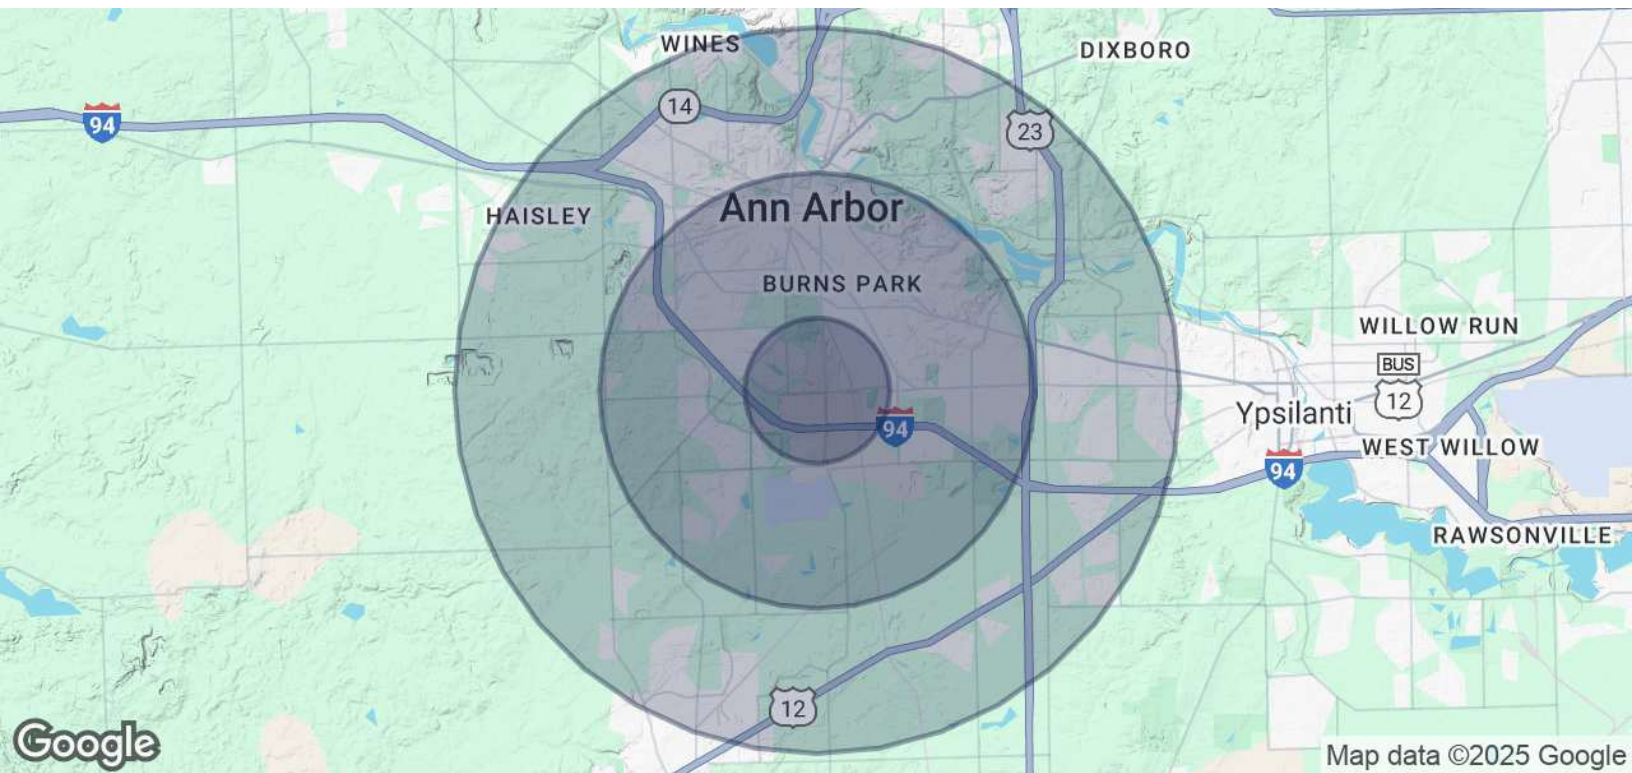 WINES
DIXBORO
14
94
23
Ann Arbor
HAISLEY
BURNS PARK
WILLOW RUN
BUS
12
Ypsilanti
94
WEST WILLOW
94
RAWSONVILLE
12
Google
Map data ©2025 Google